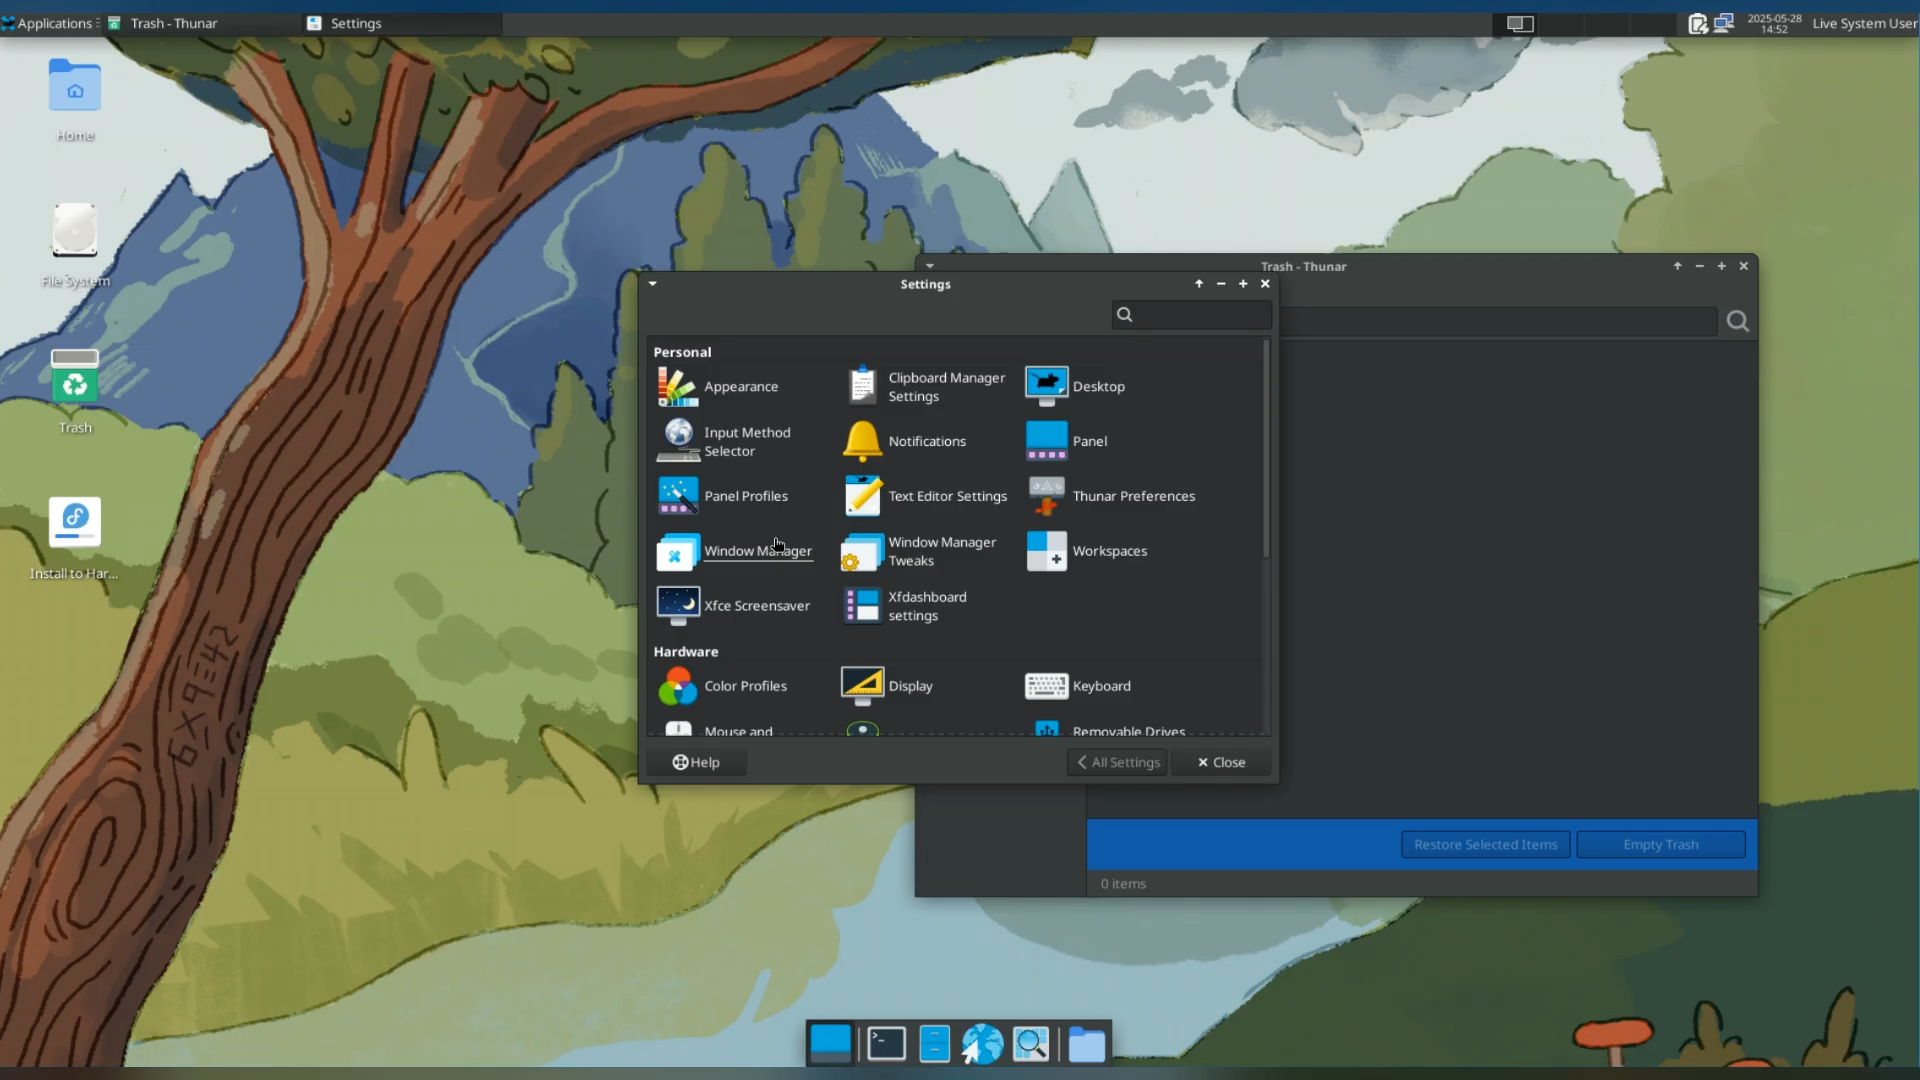 Applications
Trash - Thunar
Settings
2025-05-28
14:52
Live System User
Home
File System
Trash
Install to Har...
6×9=42
Trash - Thunar
Settings
Personal
Appearance
Clipboard Manager
Settings
Desktop
Input Method
Selector
Notifications
Panel
Panel Profiles
Text Editor Settings
Thunar Preferences
Window Manager
Window Manager
Tweaks
Workspaces
Xfce Screensaver
Xfdashboard
settings
Hardware
Color Profiles
Display
Keyboard
Mouse and
Removable Drives
Help
All Settings
Close
Restore Selected Items
Empty Trash
0 items